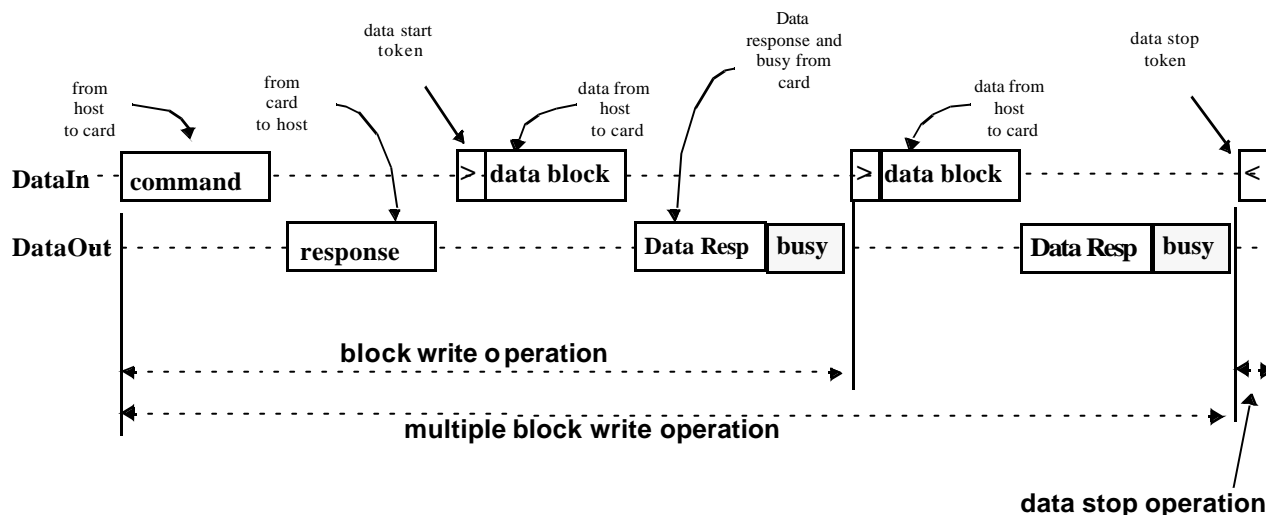 from
host
to card
from
card
to host
data start
token
data from
host
to card
Data
response and
busy from
card
data from
host
to card
data stop
token
DataIn
command
>
data block
>
data block
<
DataOut
response
Data Resp
busy
Data Resp
busy
block write operation
multiple block write operation
data stop operation